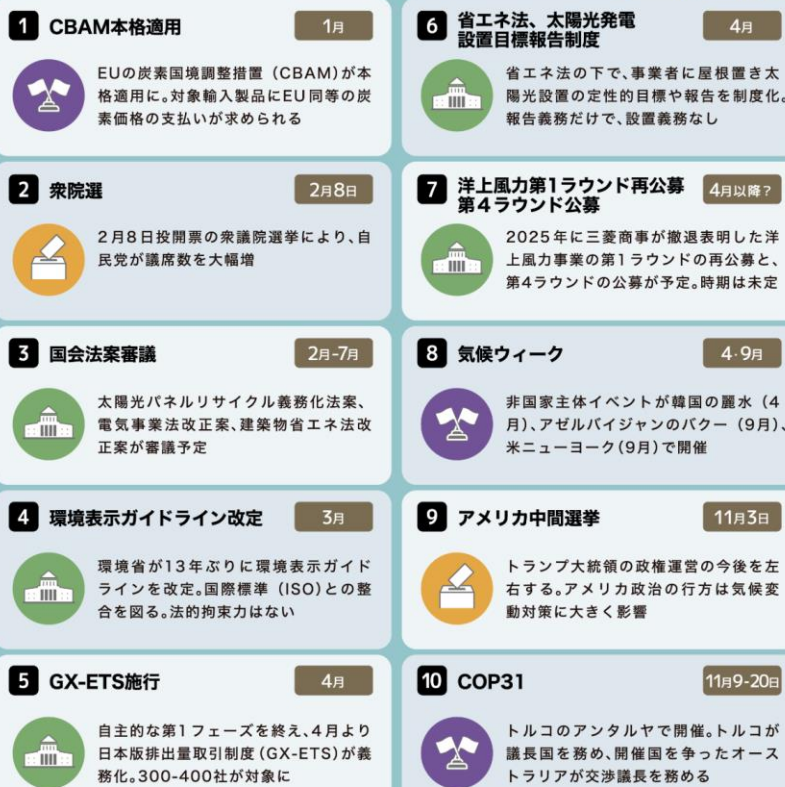 1 CBAM本格適用 1月
EUの炭素国境調整措置（CBAM）が本
格適用に。対象輸入製品にEU同等の炭
素価格の支払いが求められる
2 衆院選 2月8日
2月8日投開票の衆議院選挙により、自
民党が議席数を大幅増
3 国会法案審議 2月-7月
太陽光パネルリサイクル義務化法案、
電気事業法改正案、建築物省エネ法改
正案が審議予定
4 環境表示ガイドライン改定 3月
環境省が13年ぶりに環境表示ガイド
ラインを改定。国際標準（ISO）との整
合を図る。法的拘束力はない
5 GX-ETS施行 4月
自主的な第1フェーズを終え、4月より
日本版排出量取引制度（GX-ETS）が義
務化。300-400社が対象に
6 省エネ法、太陽光発電
設置目標報告制度 4月
省エネ法の下で、事業者に屋根置き太
陽光設置の定性的目標や報告を制度化。
報告義務だけで、設置義務なし
7 洋上風力第1ラウンド再公募
第4ラウンド公募 4月以降？
2025年に三菱商事が撤退表明した洋
上風力事業の第1ラウンドの再公募と、
第4ラウンドの公募が予定。時期は未定
8 気候ウィーク 4・9月
非国家主体イベントが韓国の麗水（4
月）、アゼルバイジャンのバクー（9月）、
米ニューヨーク（9月）で開催
9 アメリカ中間選挙 11月3日
トランプ大統領の政権運営の今後を左
右する。アメリカ政治の行方は気候変
動対策に大きく影響
10 COP31 11月9-20日
トルコのアンタルヤで開催。トルコが
議長国を務め、開催国を争ったオース
トラリアが交渉議長を務める